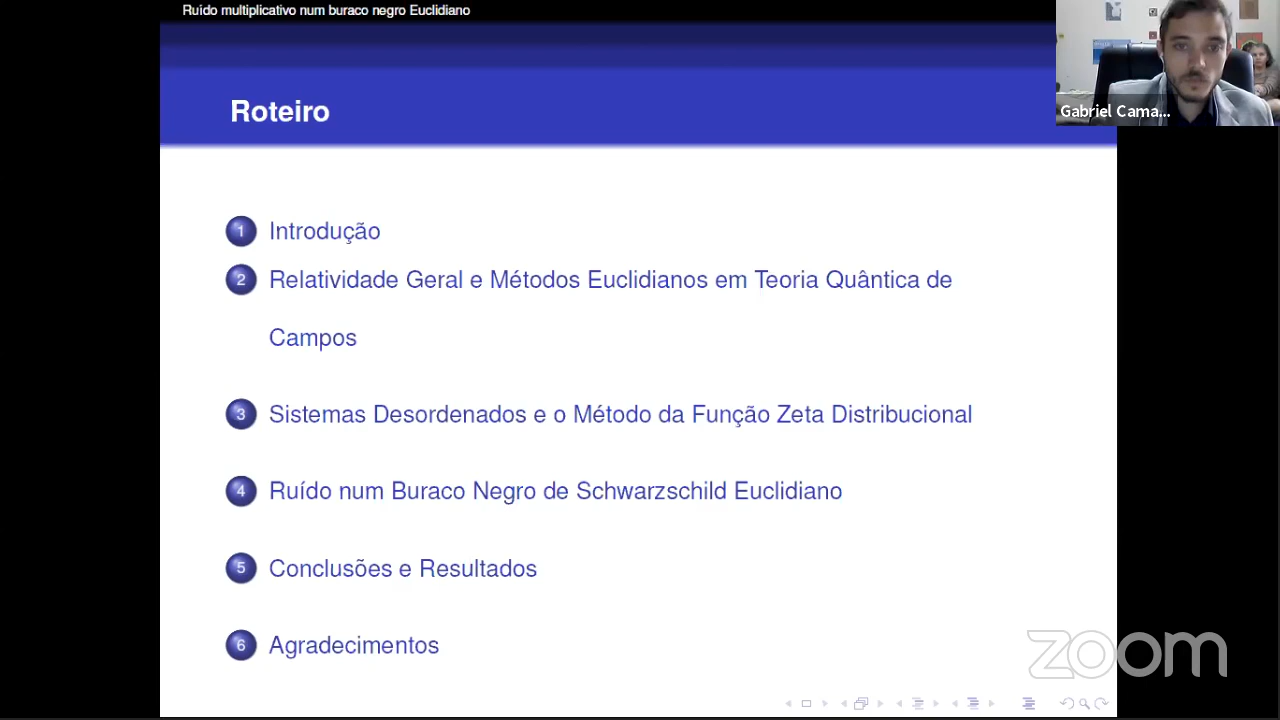 Ruído multiplicativo num buraco negro Euclidiano
Roteiro
Gabriel Cama...
1 Introdução
2 Relatividade Geral e Métodos Euclidianos em Teoria Quântica de
Campos
3 Sistemas Desordenados e o Método da Função Zeta Distribucional
4 Ruído num Buraco Negro de Schwarzschild Euclidiano
5 Conclusões e Resultados
6 Agradecimentos
zoom